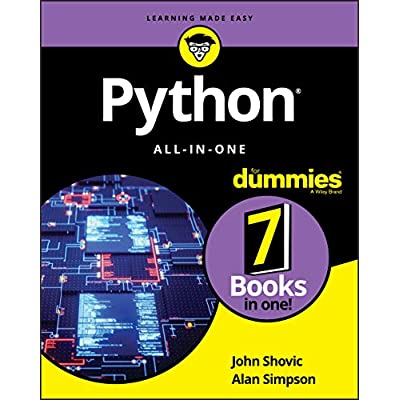 LEARNING MADE EASY
Python®
ALL-IN-ONE
for
dummies®
A Wiley Brand
7
Books
in one!
John Shovic
Alan Simpson